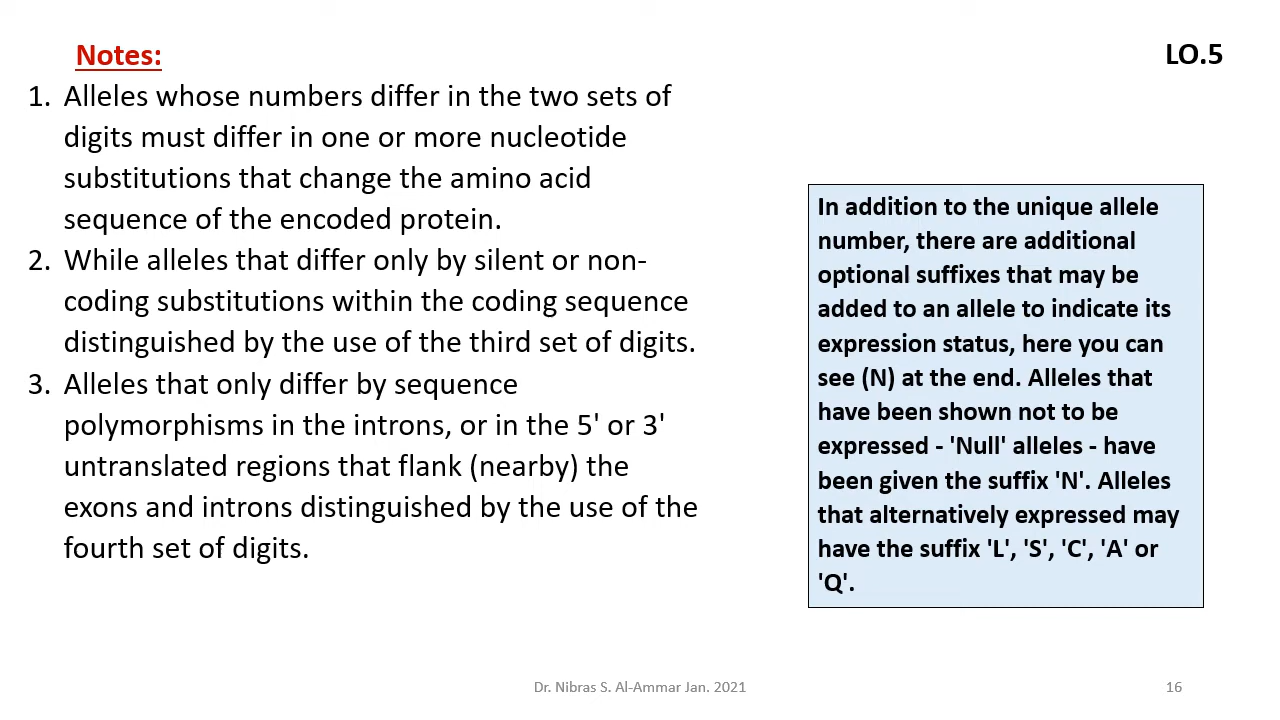 Notes:
LO.5
1. Alleles whose numbers differ in the two sets of
digits must differ in one or more nucleotide
substitutions that change the amino acid
sequence of the encoded protein.
2. While alleles that differ only by silent or non-
coding substitutions within the coding sequence
distinguished by the use of the third set of digits.
3. Alleles that only differ by sequence
polymorphisms in the introns, or in the 5' or 3'
untranslated regions that flank (nearby) the
exons and introns distinguished by the use of the
fourth set of digits.
In addition to the unique allele
number, there are additional
optional suffixes that may be
added to an allele to indicate its
expression status, here you can
see (N) at the end. Alleles that
have been shown not to be
expressed - 'Null' alleles - have
been given the suffix 'N'. Alleles
that alternatively expressed may
have the suffix 'L', 'S', 'C', 'A' or
'Q'.
Dr. Nibras S. Al-Ammar Jan. 2021
16